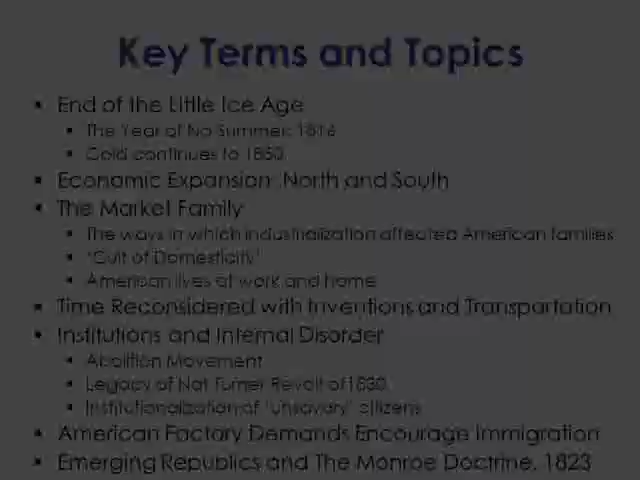 Key Terms and Topics
▪ End of the Little Ice Age
▪ The Year of No Summer: 1816
▪ Cold continues to 1850
▪ Economic Expansion: North and South
▪ The Market Family
▪ The ways in which industrialization affected American families
▪ 'Cult of Domesticity'
▪ American lives at work and home
▪ Time Reconsidered with Inventions and Transportation
▪ Institutions and Internal Disorder
▪ Abolition Movement
▪ Legacy of Nat Turner Revolt of1830
▪ Institutionalization of 'unsavory' citizens
▪ American Factory Demands Encourage Immigration
▪ Emerging Republics and The Monroe Doctrine, 1823